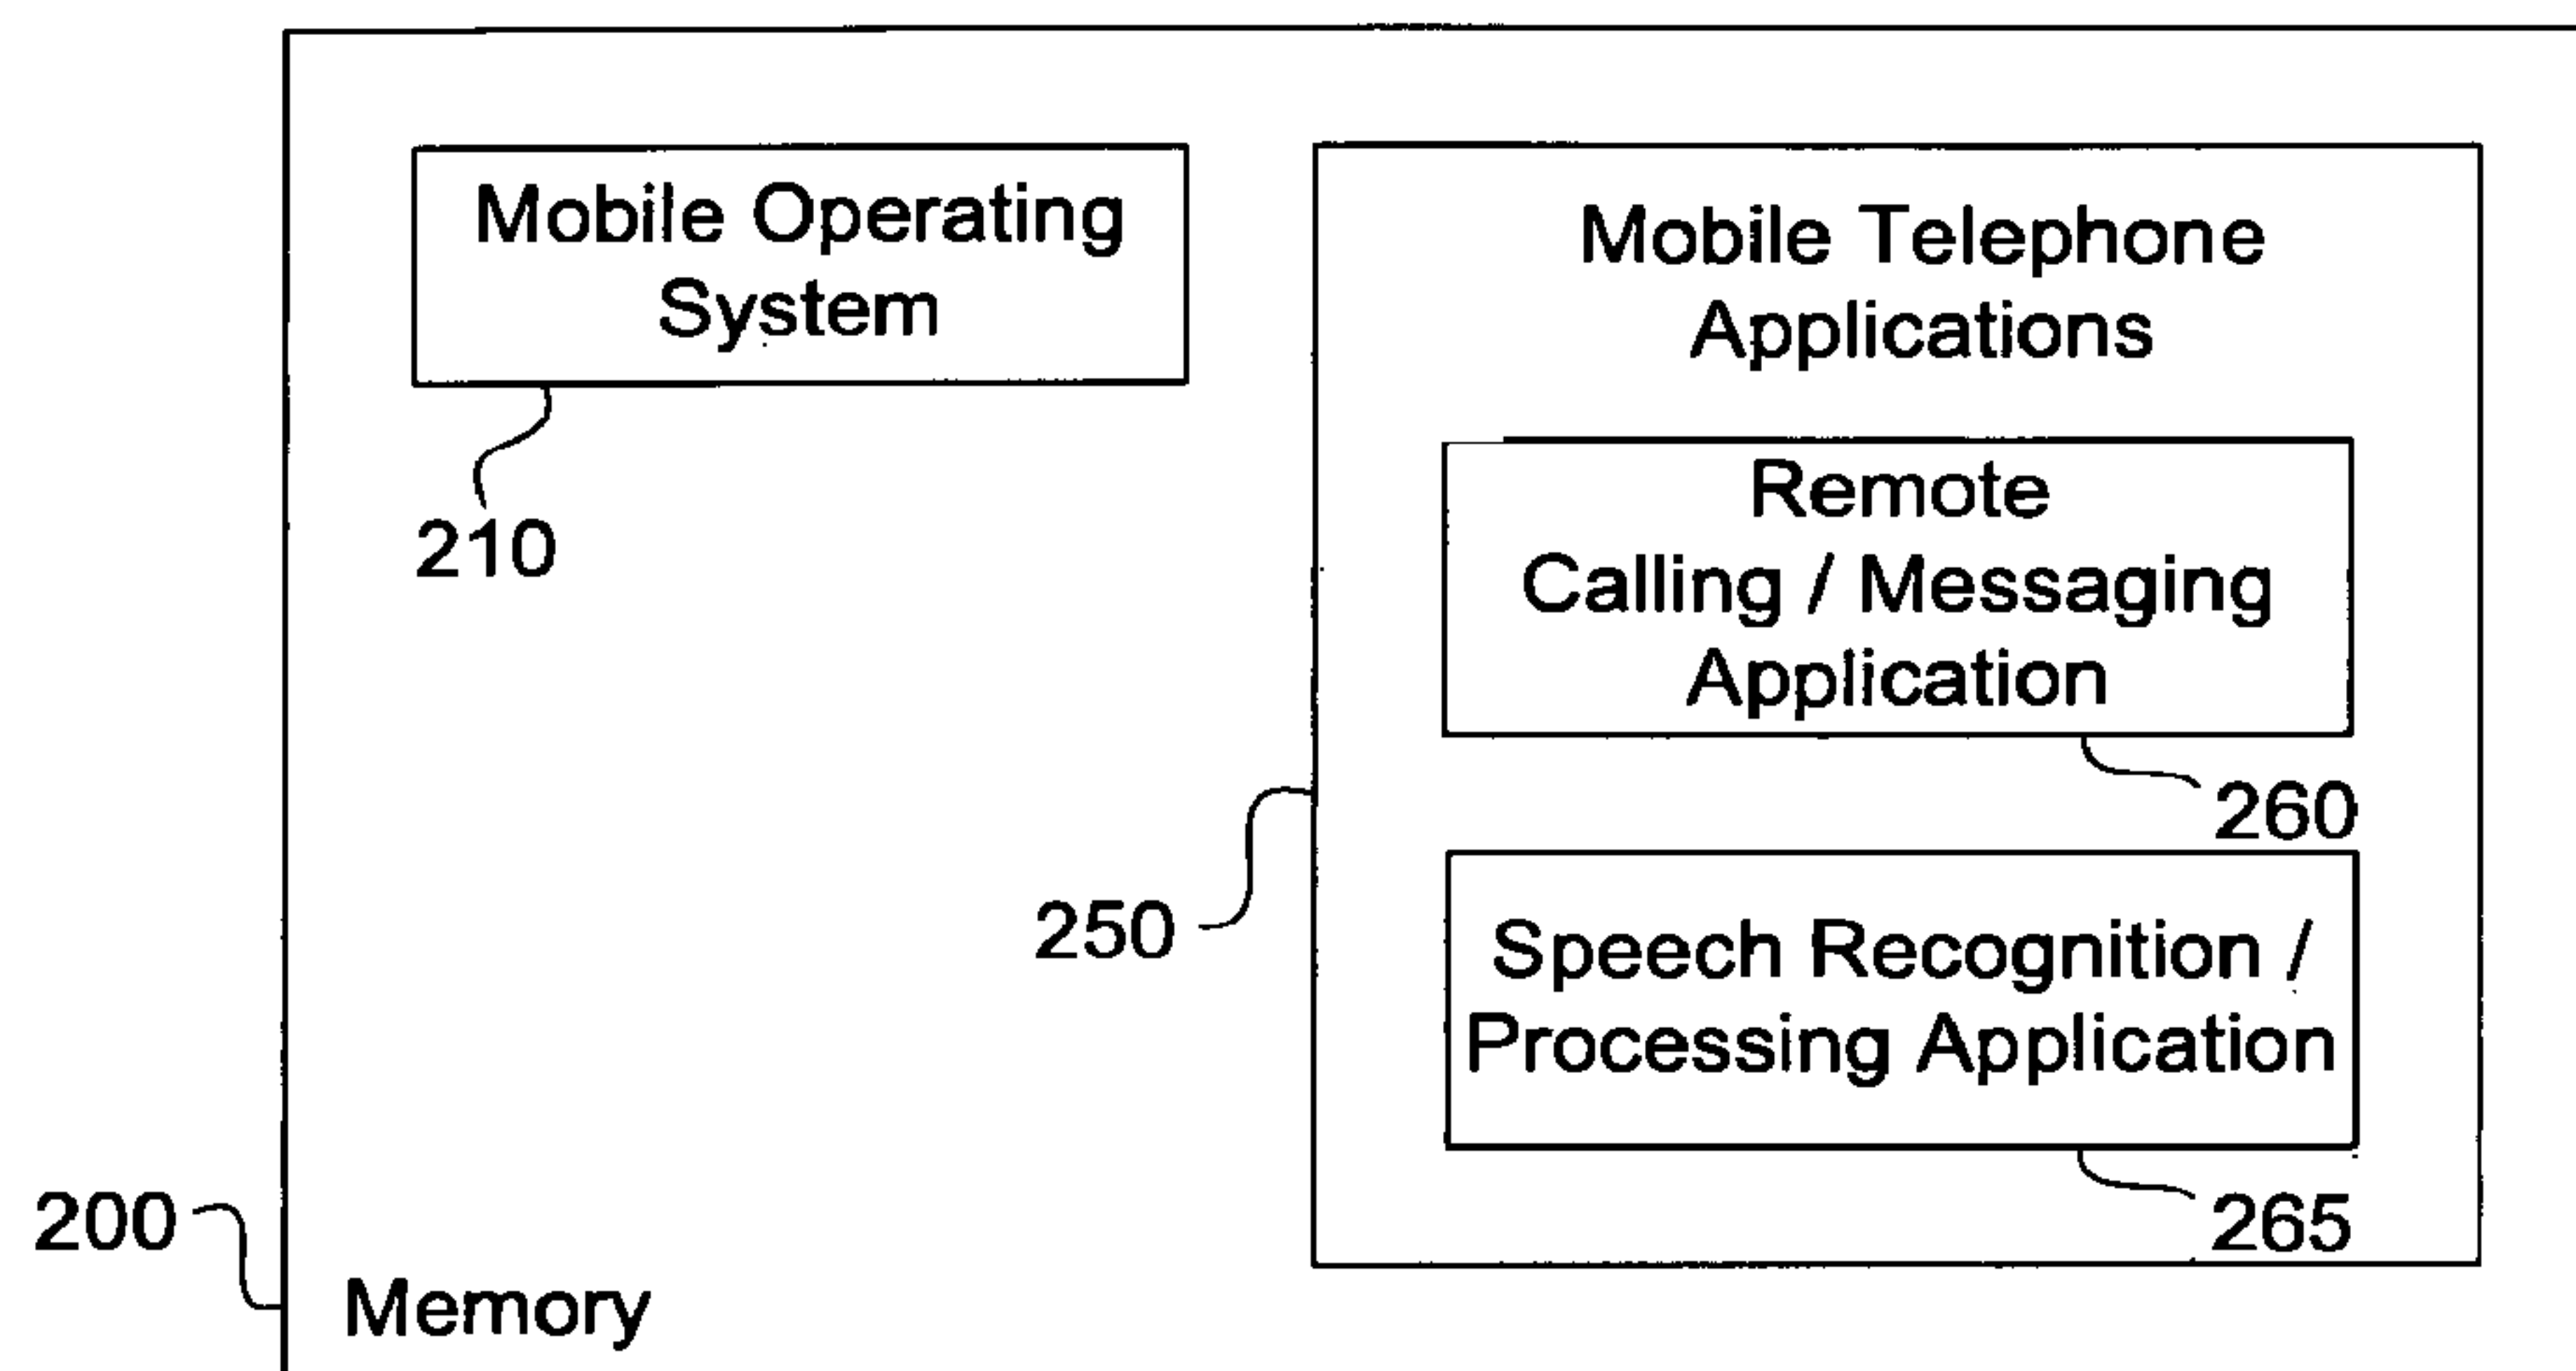 Mobile Operating
System
210
Mobile Telephone
Applications
Remote
Calling / Messaging
Application
260
250
Speech Recognition /
Processing Application
265
200
Memory